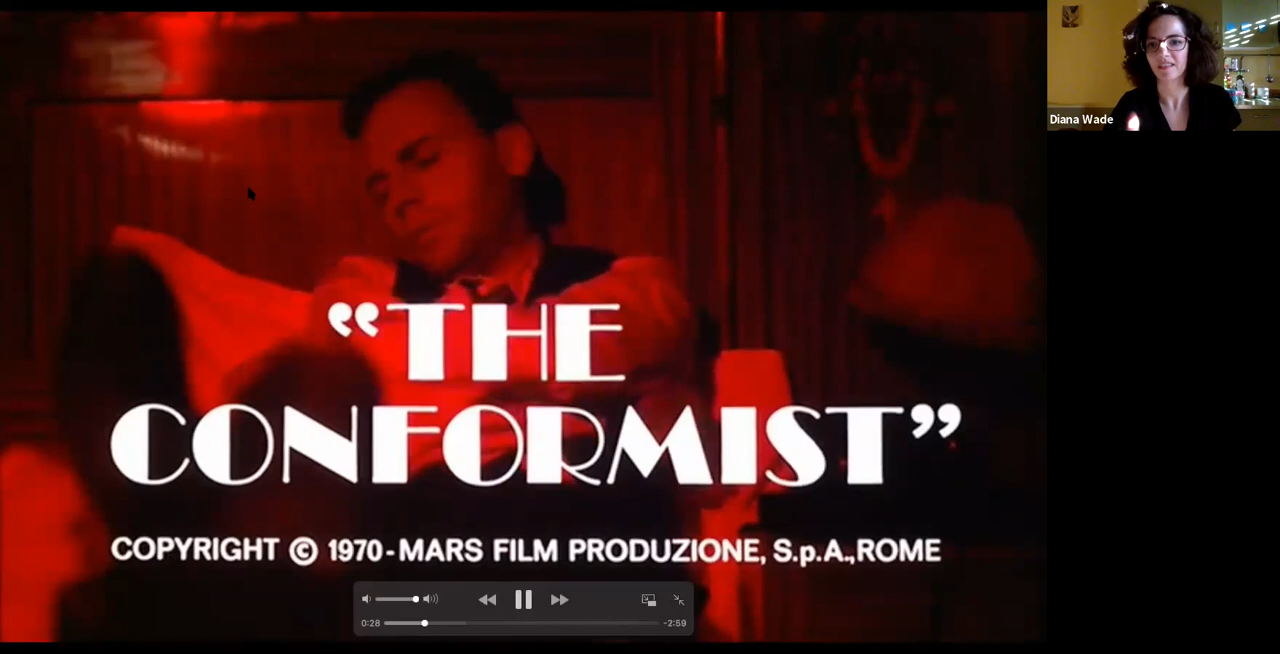 “THE
CONFORMIST”
COPYRIGHT © 1970-MARS FILM PRODUZIONE, S.p.A.,ROME
0:28
-2:59
Diana Wade